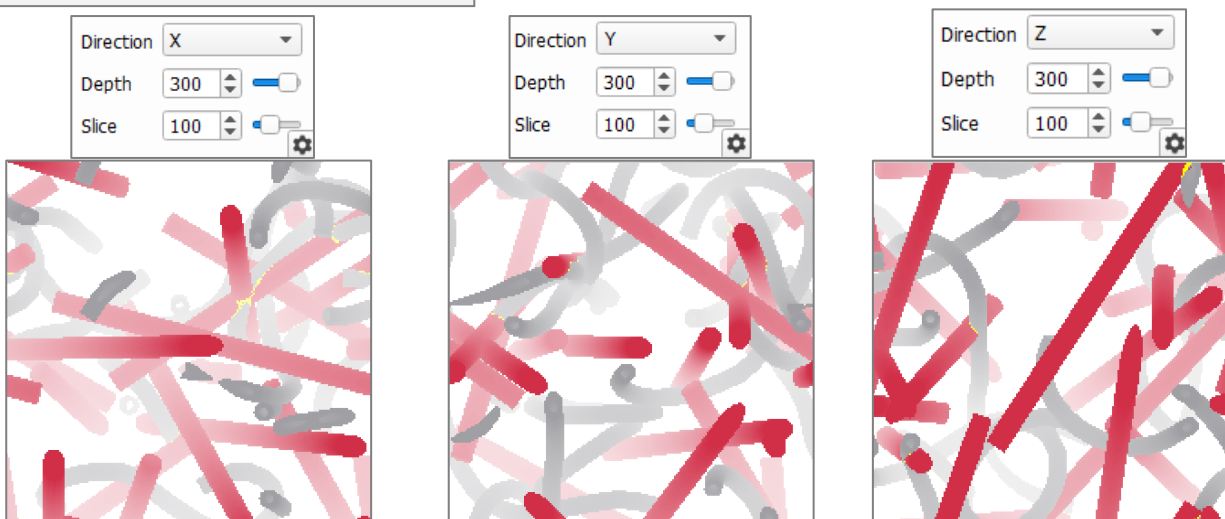 Direction X
Depth 300
Slice 100
Direction Y
Depth 300
Slice 100
Direction Z
Depth 300
Slice 100